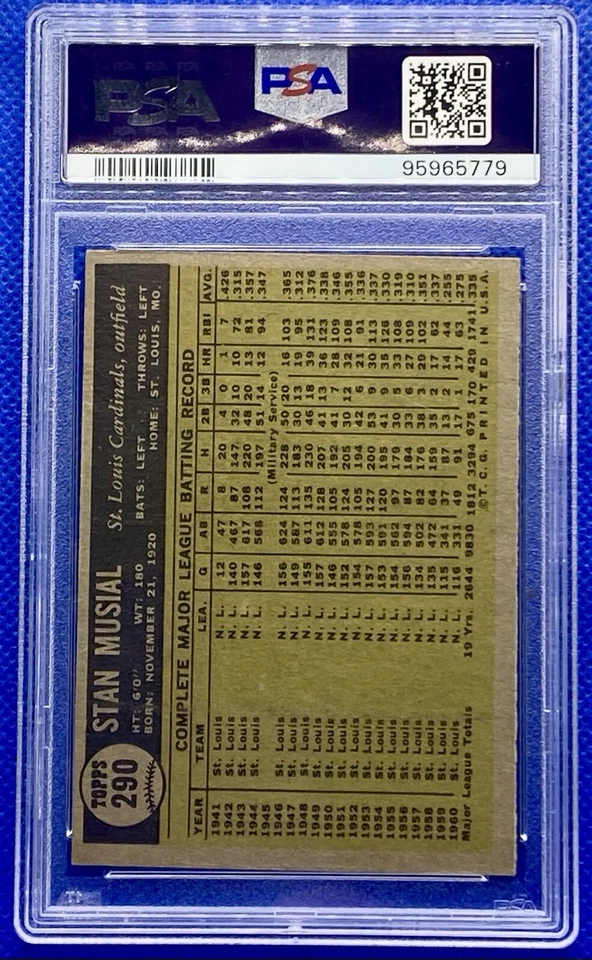 PSA
PSA
95965779
TOPPS
290
STAN MUSIAL St. Louis Cardinals, outfield
HT: 6'0" WT: 180 BATS: LEFT THROWS: LEFT
BORN: NOVEMBER 21, 1920 HOME: ST. LOUIS, MO.
COMPLETE MAJOR LEAGUE BATTING RECORD
YEAR TEAM LEA. G AB R H 2B 3B HR RBI AVG.
1941 St. Louis N. L. 12 47 8 20 4 0 1 7 .426
1942 St. Louis N. L. 140 467 87 147 32 10 10 72 .315
1943 St. Louis N. L. 157 617 108 220 48 20 13 81 .357
1944 St. Louis N. L. 146 568 112 197 51 14 12 94 .347
1945 (Military Service)
1946 St. Louis N. L. 156 624 124 228 50 20 16 103 .365
1947 St. Louis N. L. 149 587 113 183 30 13 19 95 .312
1948 St. Louis N. L. 155 611 135 230 46 18 39 131 .376
1949 St. Louis N. L. 157 612 128 207 41 13 36 123 .338
1950 St. Louis N. L. 146 555 105 192 41 7 28 109 .346
1951 St. Louis N. L. 152 578 124 205 30 12 32 108 .355
1952 St. Louis N. L. 154 578 105 194 42 6 21 91 .336
1953 St. Louis N. L. 157 593 127 200 53 9 30 113 .337
1954 St. Louis N. L. 153 591 120 195 41 9 35 126 .330
1955 St. Louis N. L. 154 562 97 179 30 5 33 108 .319
1956 St. Louis N. L. 156 594 87 184 33 6 27 109 .310
1957 St. Louis N. L. 134 502 82 176 38 3 29 102 .351
1958 St. Louis N. L. 135 472 64 159 35 2 17 62 .337
1959 St. Louis N. L. 115 341 37 87 13 2 14 44 .255
1960 St. Louis N. L. 116 331 49 91 17 1 17 63 .275
Major League Totals 19 Yrs. 2644 9830 1812 3294 675 170 429 1741 .335
©T. C. G. PRINTED IN U.S.A.
PSA